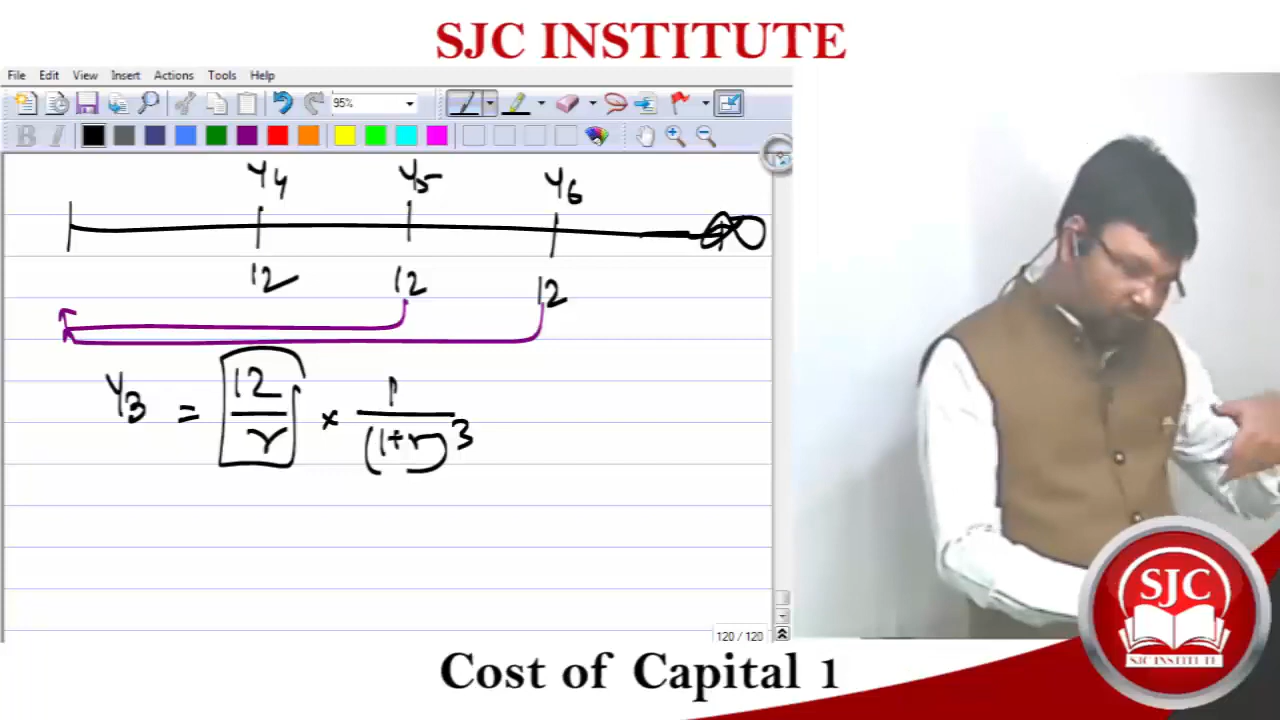 SJC INSTITUTE
File Edit View Insert Actions Tools Help
95%
B I
Y4 Y5 Y6
∞
12 12 12
Y3 = 12/r × 1/(1+r)^3
120 / 120
SJC
SJC INSTITUTE
Cost of Capital 1